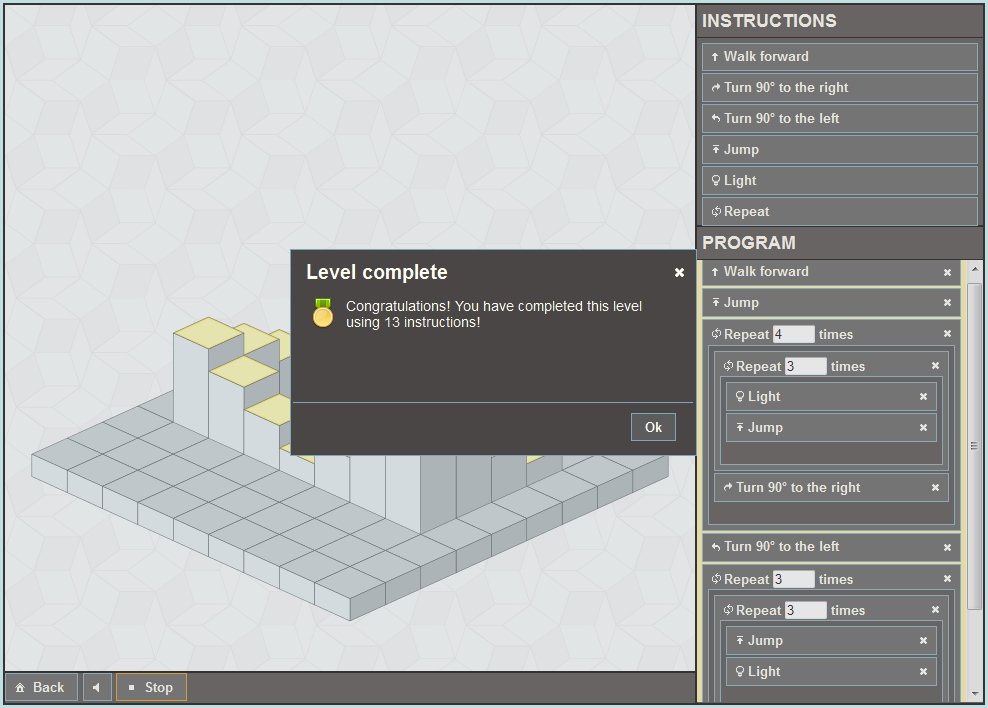 INSTRUCTIONS
Walk forward
Turn 90° to the right
Turn 90° to the left
Jump
Light
Repeat
PROGRAM
Walk forward
Jump
Repeat 4 times
Repeat 3 times
Light
Jump
Turn 90° to the right
Turn 90° to the left
Repeat 3 times
Repeat 3 times
Jump
Light
Level complete
Congratulations! You have completed this level
using 13 instructions!
Ok
Back
Stop